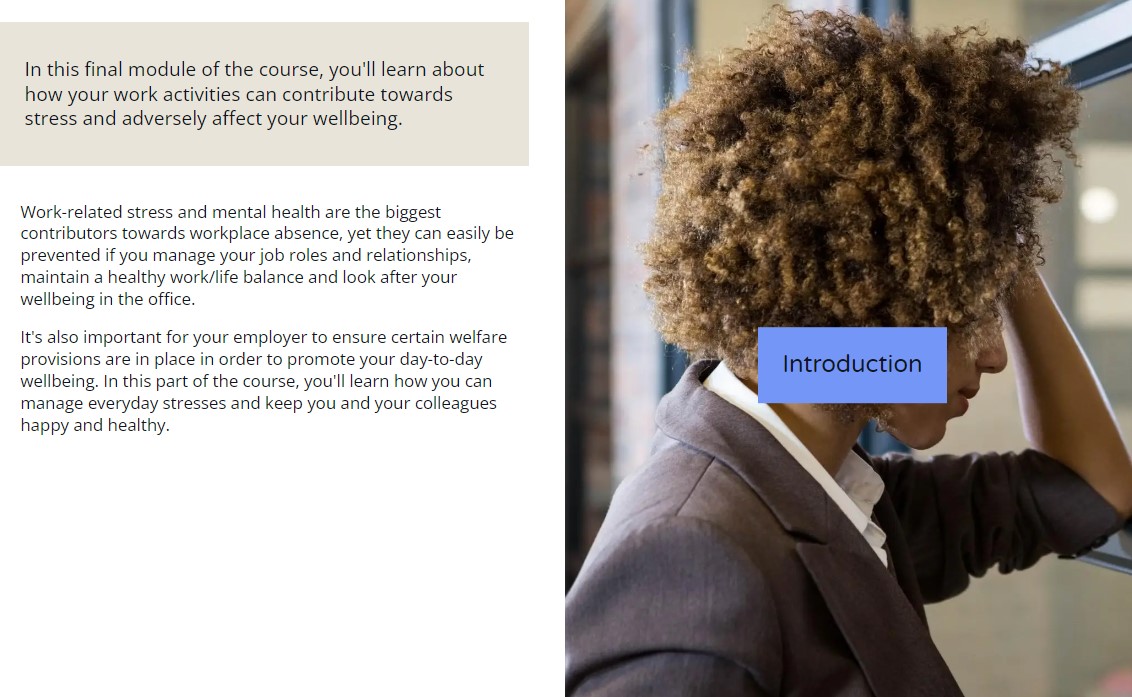 In this final module of the course, you'll learn about
how your work activities can contribute towards
stress and adversely affect your wellbeing.
Work-related stress and mental health are the biggest
contributors towards workplace absence, yet they can easily be
prevented if you manage your job roles and relationships,
maintain a healthy work/life balance and look after your
wellbeing in the office.
It's also important for your employer to ensure certain welfare
provisions are in place in order to promote your day-to-day
wellbeing. In this part of the course, you'll learn how you can
manage everyday stresses and keep you and your colleagues
happy and healthy.
Introduction